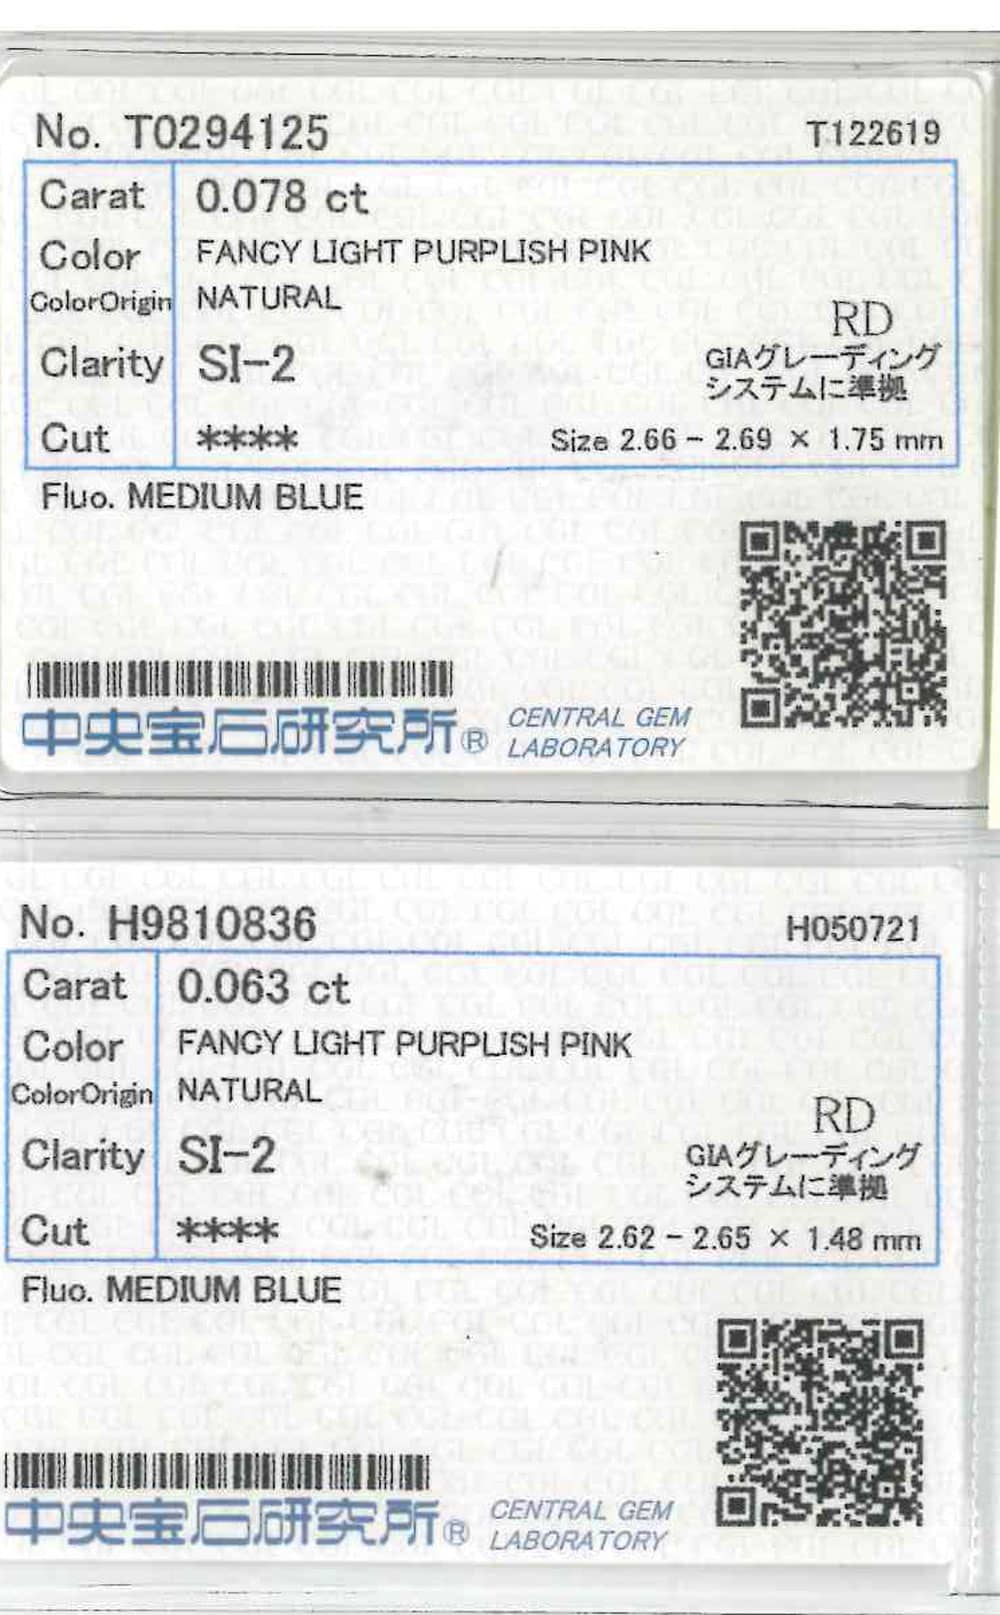 No. T0294125 T122619
Carat 0.078 ct
Color FANCY LIGHT PURPLISH PINK
ColorOrigin NATURAL
RD
Clarity SI-2 GIAグレーディング
システムに準拠
Cut **** Size 2.66 - 2.69 × 1.75 mm
Fluo. MEDIUM BLUE
中央宝石研究所® CENTRAL GEM
LABORATORY
No. H9810836 H050721
Carat 0.063 ct
Color FANCY LIGHT PURPLISH PINK
ColorOrigin NATURAL
RD
Clarity SI-2 GIAグレーディング
システムに準拠
Cut **** Size 2.62 - 2.65 × 1.48 mm
Fluo. MEDIUM BLUE
中央宝石研究所® CENTRAL GEM
LABORATORY